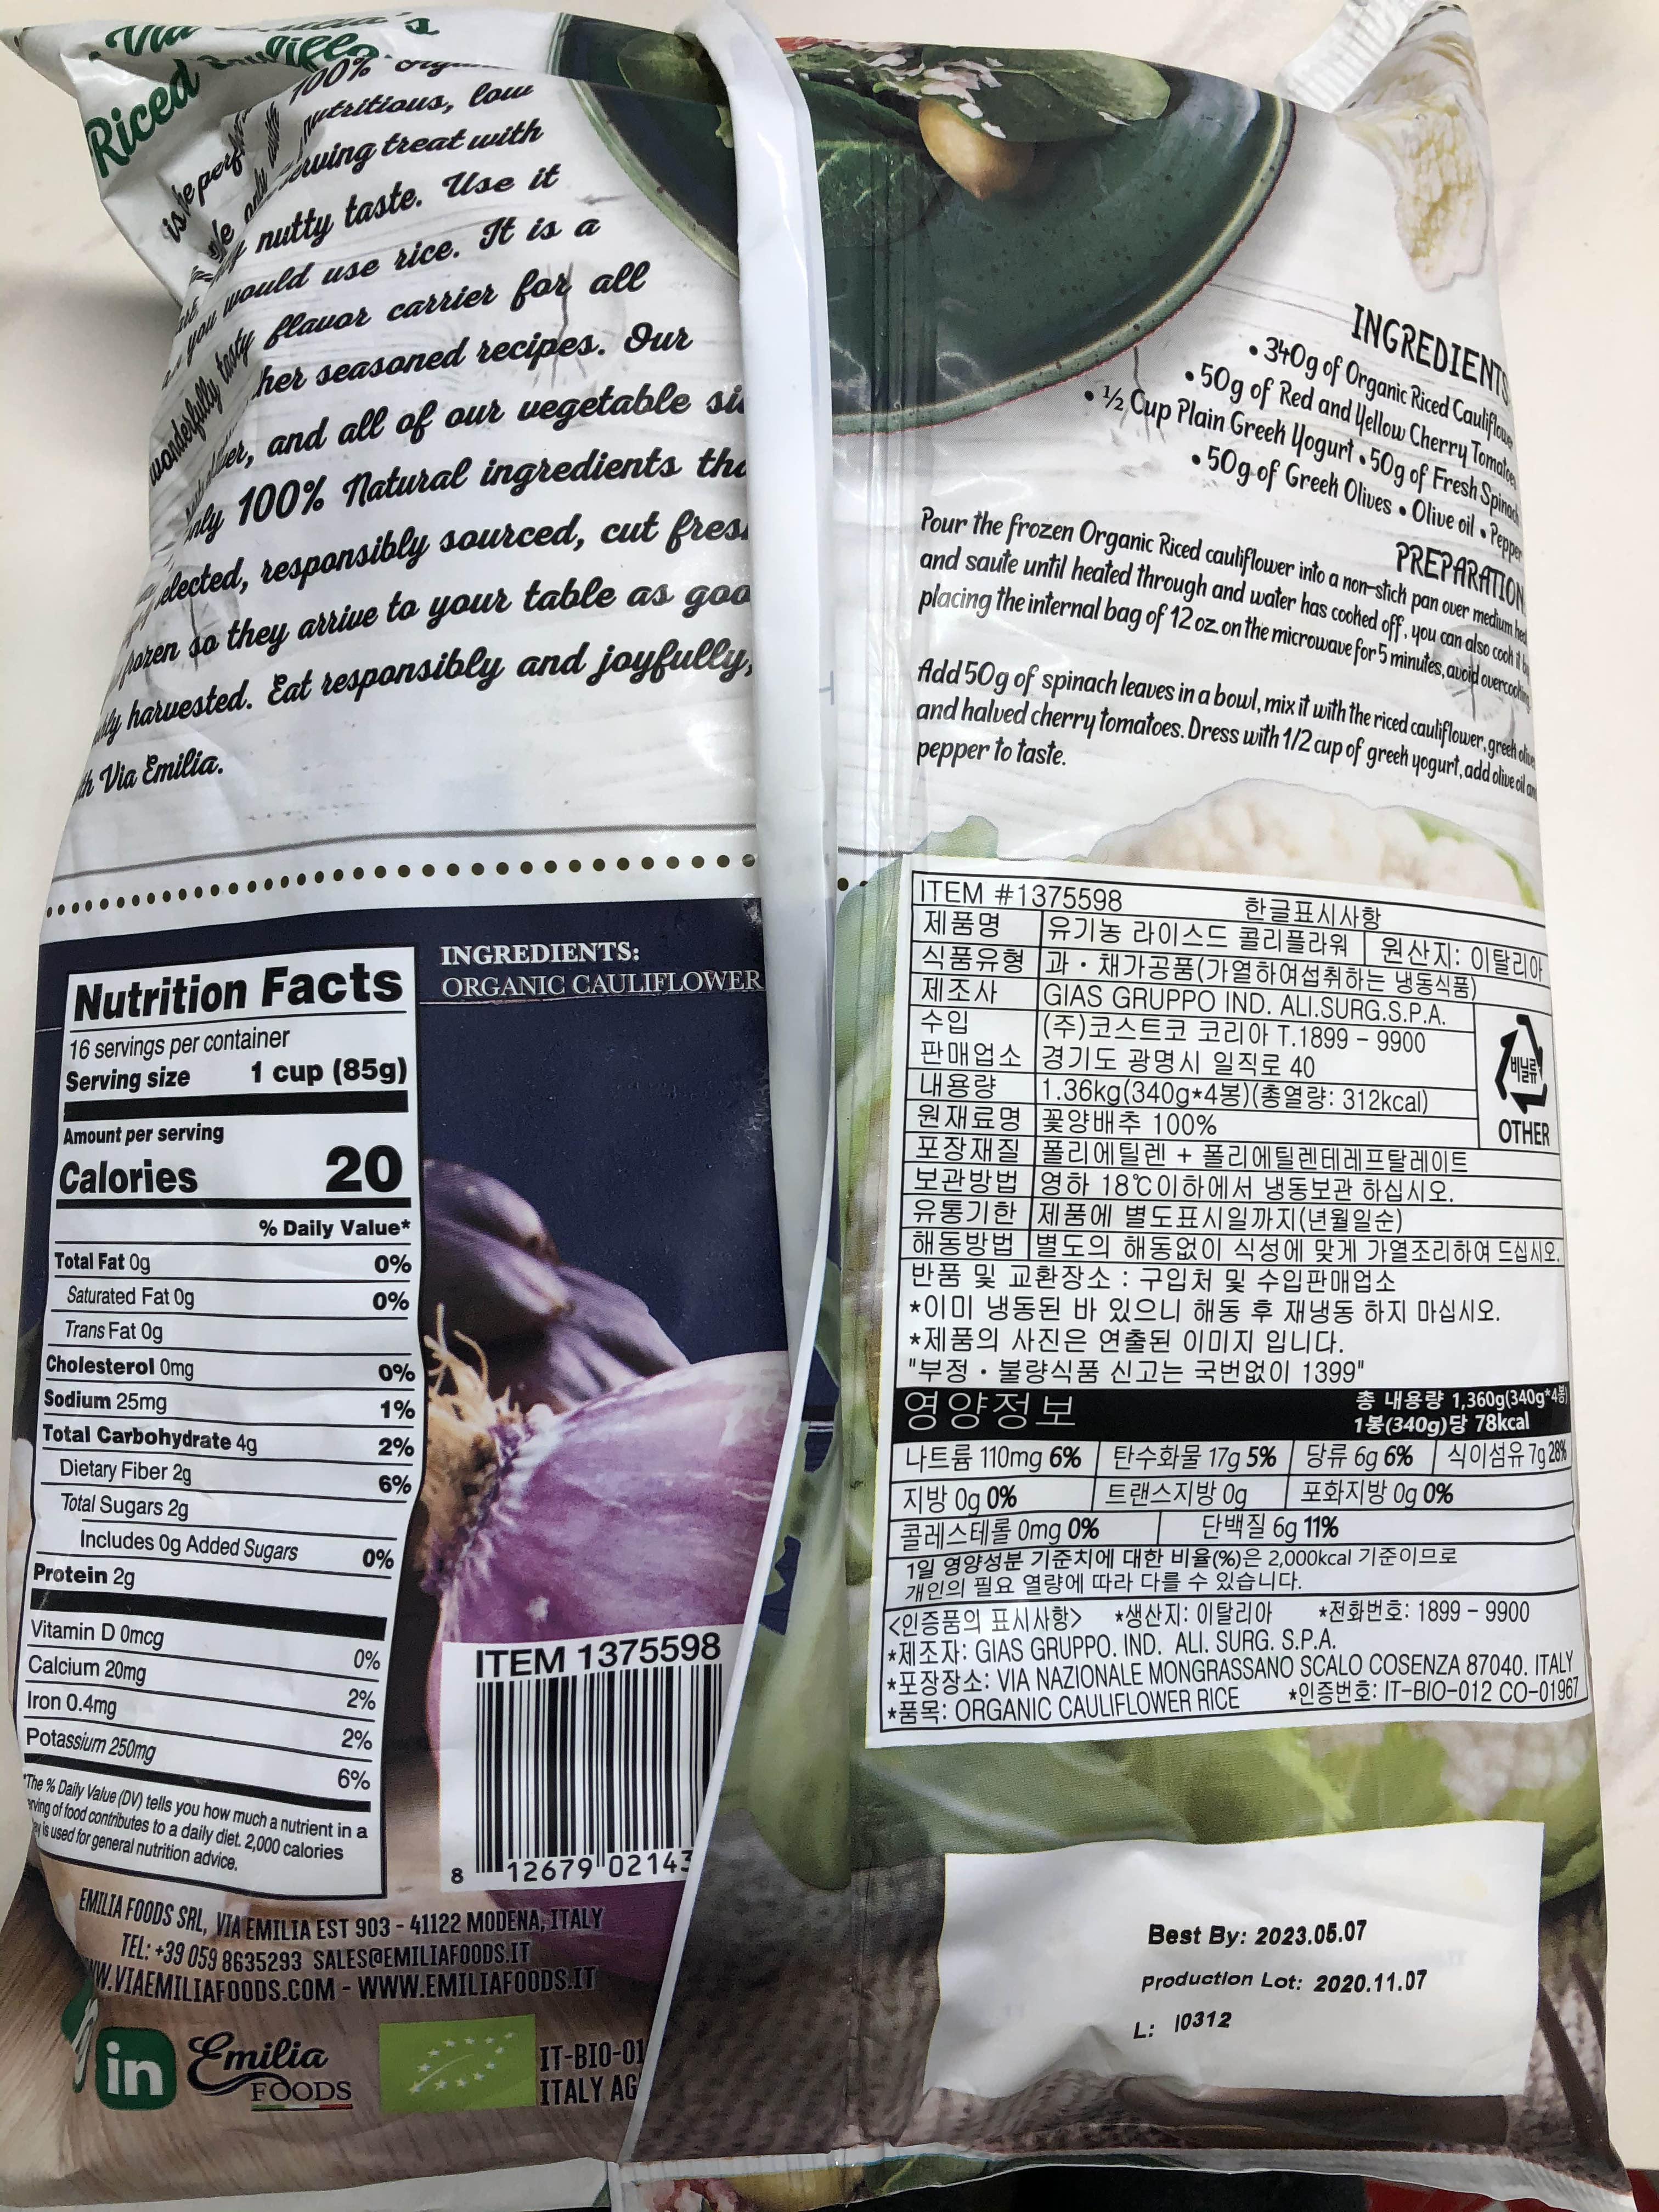 Riced
100%
nutritious, low
treat with
nutty taste. Use it
you would use rice. It is a
wonderfully tasty flavor carrier for all
seasoned recipes. Our
and all of our vegetable
100% Natural ingredients
responsibly sourced, cut
frozen so they arrive to your table as
harvested. Eat responsibly and joyfully,
Via Emilia.
INGREDIENTS
• 340g of Organic Riced Cauliflower
• 50g of Red and Yellow Cherry Tomatoes
• ½ Cup Plain Greek Yogurt • 50g of Fresh Spinach
• 50g of Greek Olives • Olive oil • Pepper
PREPARATION
Pour the frozen Organic Riced cauliflower into a non-stick pan over medium
and saute until heated through and water has cooked off, you can also cook it
placing the internal bag of 12 oz on the microwave for 5 minutes, avoid overcooking
Add 50g of spinach leaves in a bowl, mix it with the riced cauliflower, greek
and halved cherry tomatoes. Dress with 1/2 cup of greek yogurt, add olive oil
pepper to taste.
Nutrition Facts
16 servings per container
Serving size 1 cup (85g)
Amount per serving
Calories 20
% Daily Value*
Total Fat 0g 0%
Saturated Fat 0g 0%
Trans Fat 0g
Cholesterol 0mg 0%
Sodium 25mg 1%
Total Carbohydrate 4g 2%
Dietary Fiber 2g 6%
Total Sugars 2g
Includes 0g Added Sugars 0%
Protein 2g
Vitamin D 0mcg 0%
Calcium 20mg 2%
Iron 0.4mg 2%
Potassium 250mg 6%
*The % Daily Value (DV) tells you how much a nutrient in a
of food contributes to a daily diet. 2,000 calories
is used for general nutrition advice.
INGREDIENTS:
ORGANIC CAULIFLOWER
ITEM 1375598
8 12679 02143
EMILIA FOODS SRL, VIA EMILIA EST 903 - 41122 MODENA, ITALY
TEL: +39 059 8635293 SALES@EMILIAFOODS.IT
WWW.VIAEMILIAFOODS.COM - WWW.EMILIAFOODS.IT
in Emilia
FOODS
IT-BIO-01
ITALY AG
ITEM #1375598 한글표시사항
제품명 유기농 라이스드 콜리플라워 원산지: 이탈리아
식품유형 과·채가공품(가열하여섭취하는 냉동식품)
제조사 GIAS GRUPPO IND. ALI.SURG.S.P.A.
수입 (주)코스트코 코리아 T.1899 - 9900
판매업소 경기도 광명시 일직로 40
내용량 1.36kg(340g*4봉)(총열량: 312kcal)
원재료명 꽃양배추 100%
포장재질 폴리에틸렌 + 폴리에틸렌테레프탈레이트
보관방법 영하 18℃이하에서 냉동보관 하십시오.
유통기한 제품에 별도표시일까지(년월일순)
해동방법 별도의 해동없이 식성에 맞게 가열조리하여 드십시오.
비닐류
OTHER
반품 및 교환장소 : 구입처 및 수입판매업소
*이미 냉동된 바 있으니 해동 후 재냉동 하지 마십시오.
*제품의 사진은 연출된 이미지 입니다.
"부정·불량식품 신고는 국번없이 1399"
영양정보 총 내용량 1,360g(340g*4봉)
1봉(340g)당 78kcal
나트륨 110mg 6% 탄수화물 17g 5% 당류 6g 6% 식이섬유 7g 28%
지방 0g 0% 트랜스지방 0g 포화지방 0g 0%
콜레스테롤 0mg 0% 단백질 6g 11%
1일 영양성분 기준치에 대한 비율(%)은 2,000kcal 기준이므로
개인의 필요 열량에 따라 다를 수 있습니다.
<인증품의 표시사항> *생산지: 이탈리아 *전화번호: 1899 - 9900
*제조자: GIAS GRUPPO. IND. ALI. SURG. S.P.A.
*포장장소: VIA NAZIONALE MONGRASSANO SCALO COSENZA 87040. ITALY
*품목: ORGANIC CAULIFLOWER RICE *인증번호: IT-BIO-012 CO-01967
Best By: 2023.05.07
Production Lot: 2020.11.07
L: 10312